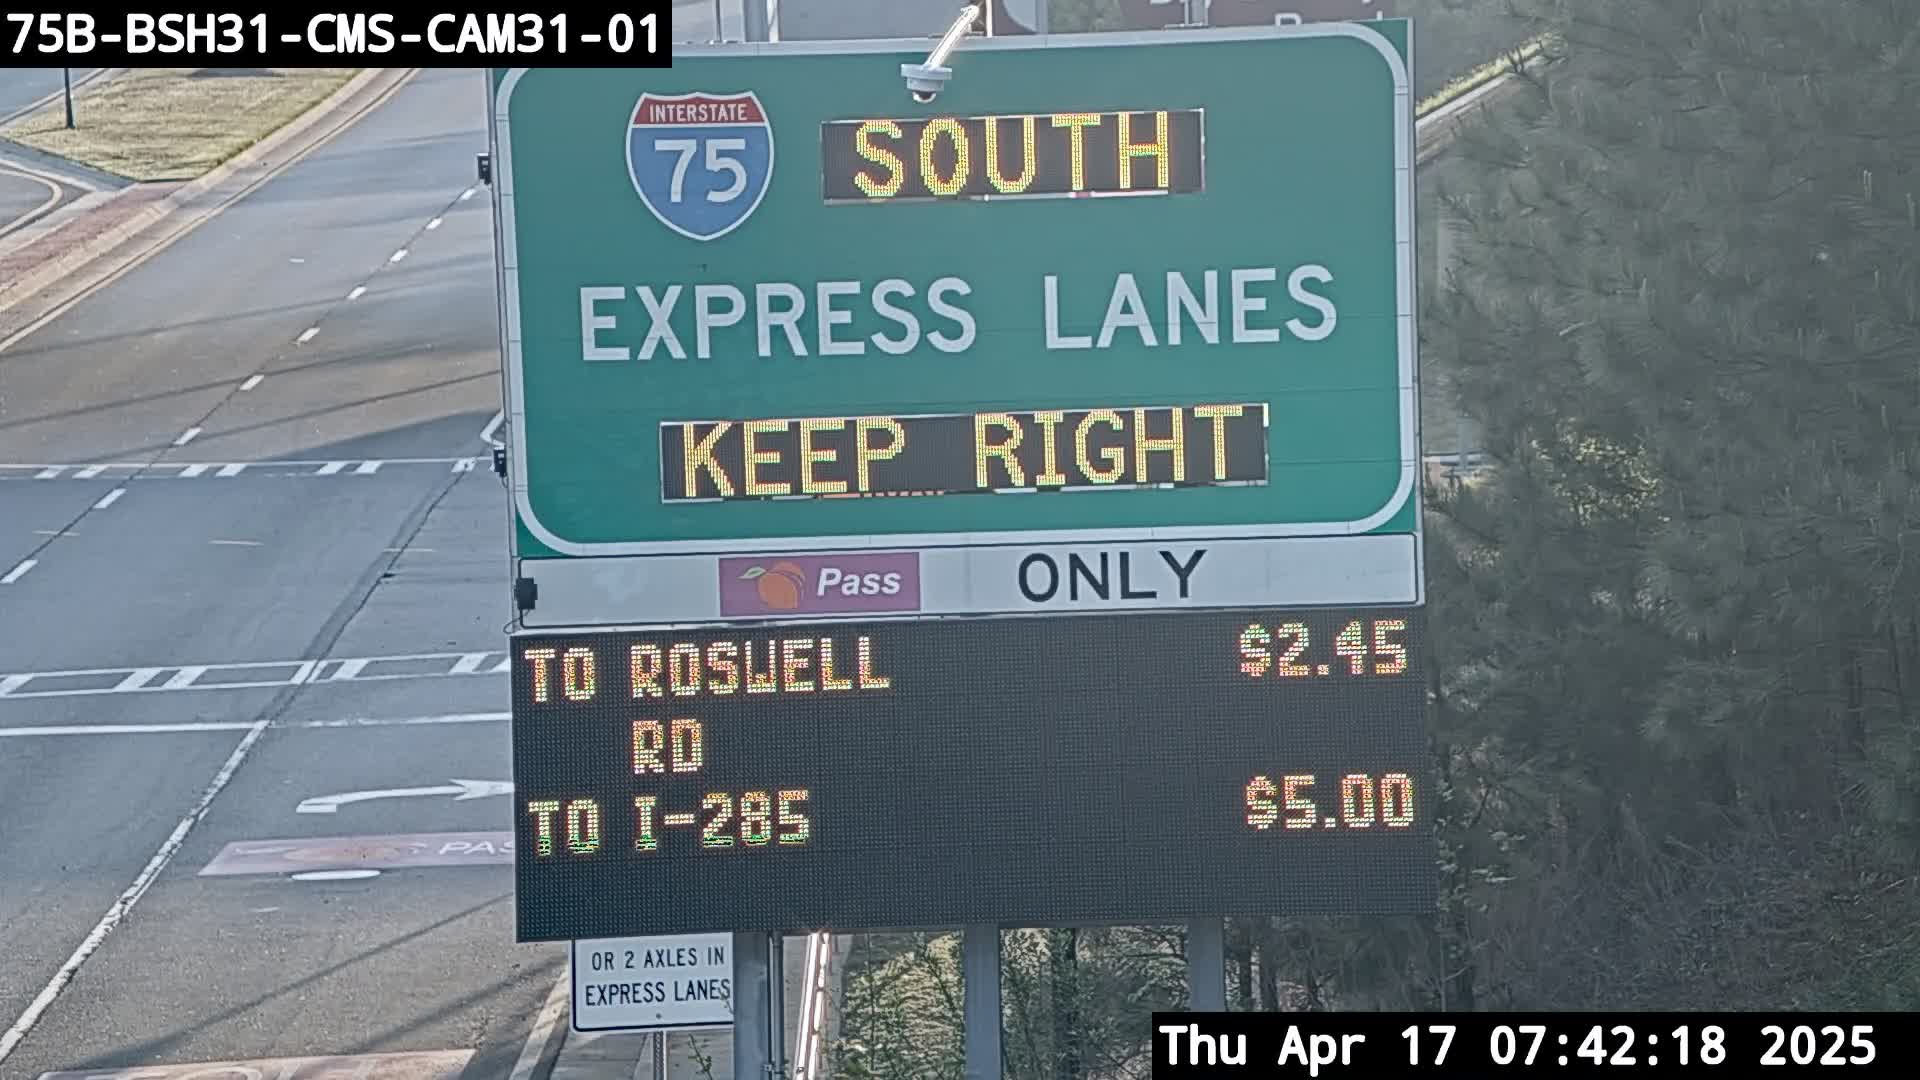 75B-BSH31-CMS-CAM31-01
INTERSTATE
75
SOUTH
EXPRESS LANES
KEEP RIGHT
Pass ONLY
TO ROSWELL $2.45
RD
TO I-285 $5.00
PAS
OR 2 AXLES IN
EXPRESS LANES
Thu Apr 17 07:42:18 2025